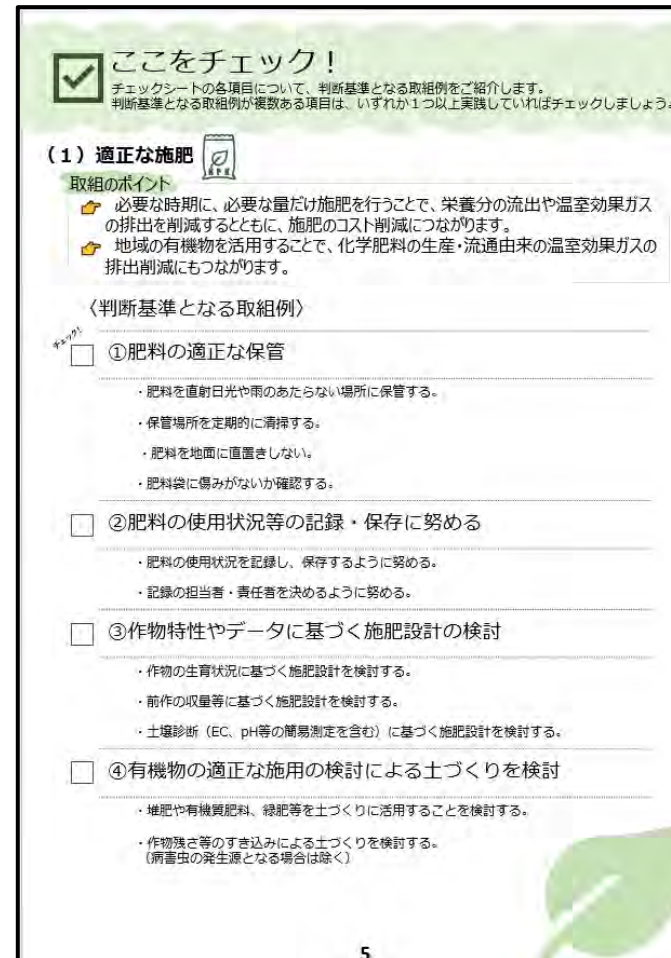 ここをチェック！
チェックシートの各項目について、判断基準となる取組例をご紹介します。
判断基準となる取組例が複数ある項目は、いずれか１つ以上実践していればチェックしましょう。
（１）適正な施肥
NPK
取組のポイント
必要な時期に、必要な量だけ施肥を行うことで、栄養分の流出や温室効果ガス
の排出を削減するとともに、施肥のコスト削減につながります。
地域の有機物を活用することで、化学肥料の生産・流通由来の温室効果ガスの
排出削減にもつながります。
〈判断基準となる取組例〉
チェック！
①肥料の適正な保管
・肥料を直射日光や雨のあたらない場所に保管する。
・保管場所を定期的に清掃する。
・肥料を地面に直置きしない。
・肥料袋に傷みがないか確認する。
②肥料の使用状況等の記録・保存に努める
・肥料の使用状況を記録し、保存するように努める。
・記録の担当者・責任者を決めるように努める。
③作物特性やデータに基づく施肥設計の検討
・作物の生育状況に基づく施肥設計を検討する。
・前作の収量等に基づく施肥設計を検討する。
・土壌診断（EC、pH等の簡易測定を含む）に基づく施肥設計を検討する。
④有機物の適正な施用の検討による土づくりを検討
・堆肥や有機質肥料、緑肥等を土づくりに活用することを検討する。
・作物残さ等のすき込みによる土づくりを検討する。
（病害虫の発生源となる場合は除く）
5